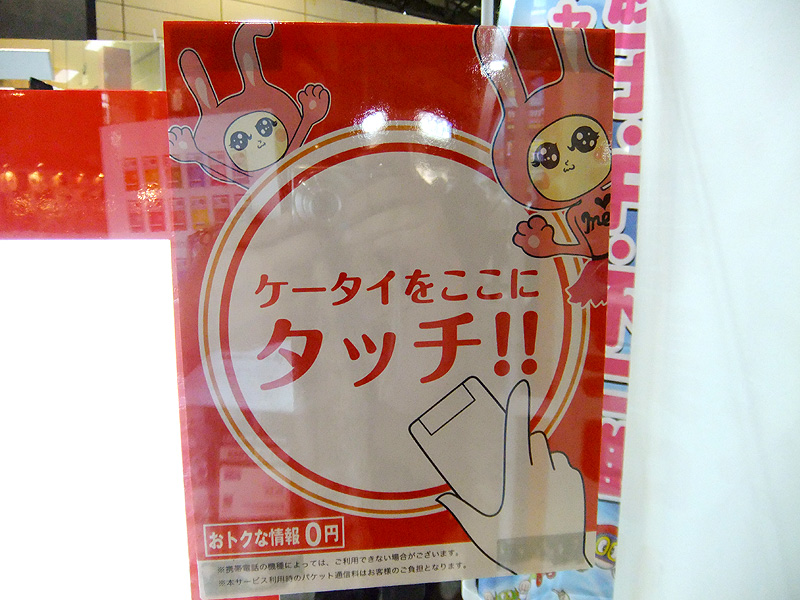 ケータイをここに
タッチ!!
おトクな情報0円
※携帯電話の機種によっては、ご利用できない場合がございます。
※本サービス利用時のパケット通信料はお客様のご負担となります。